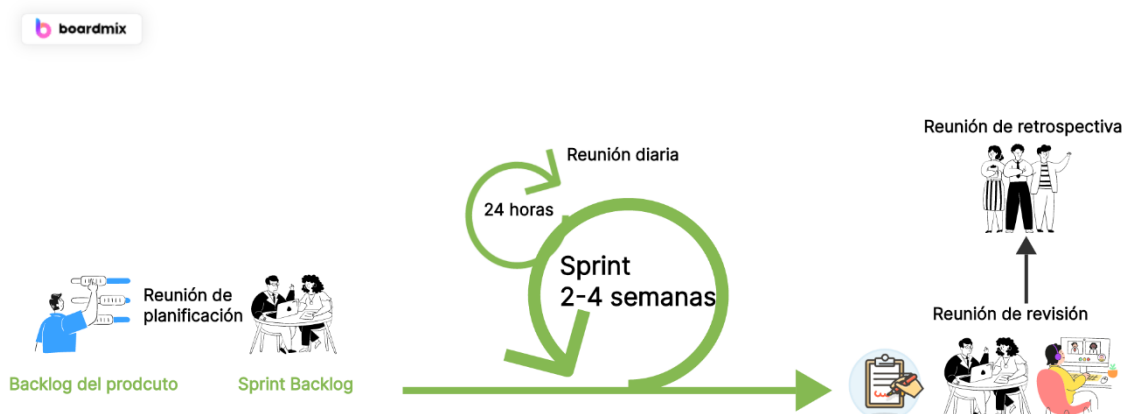 boardmix
Reunión de retrospectiva
Reunión diaria
24 horas
Sprint
2-4 semanas
Reunión de
planificación
Reunión de revisión
Backlog del prodcuto
Sprint Backlog